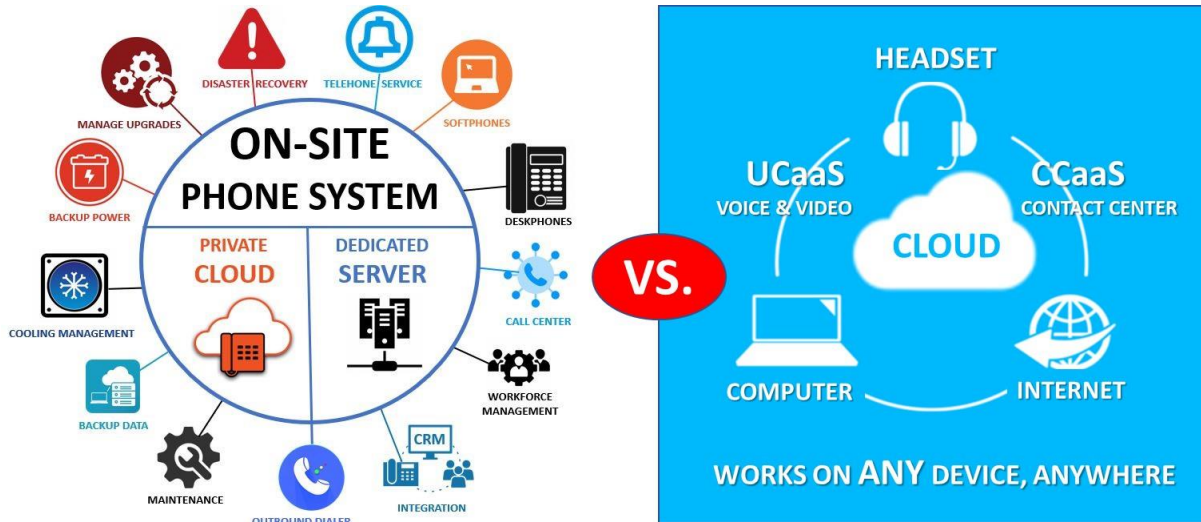 DISASTER RECOVERY
TELEHONE SERVICE
MANAGE UPGRADES
SOFTPHONES
ON-SITE
PHONE SYSTEM
BACKUP POWER
DESKPHONES
PRIVATE
CLOUD
DEDICATED
SERVER
COOLING MANAGEMENT
CALL CENTER
BACKUP DATA
WORKFORCE
MANAGEMENT
MAINTENANCE
CRM
INTEGRATION
OUTBOUND DIALER
VS.
HEADSET
UCaaS
VOICE & VIDEO
CCaaS
CONTACT CENTER
CLOUD
COMPUTER
INTERNET
WORKS ON ANY DEVICE, ANYWHERE